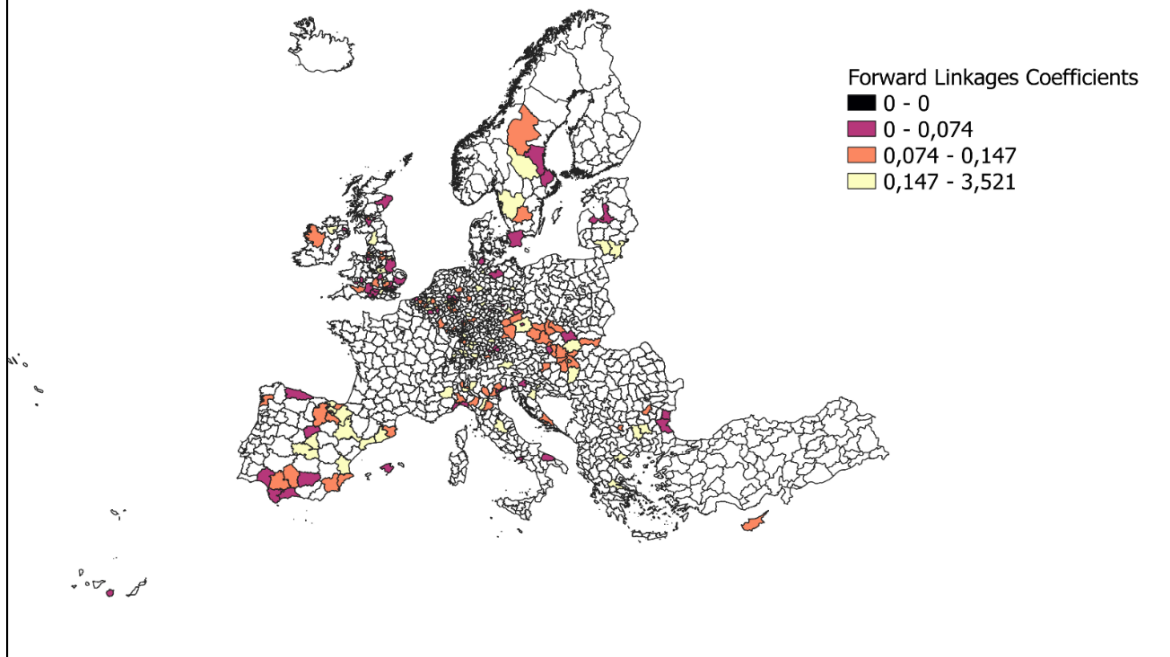 Forward Linkages Coefficients
0 - 0
0 - 0,074
0,074 - 0,147
0,147 - 3,521